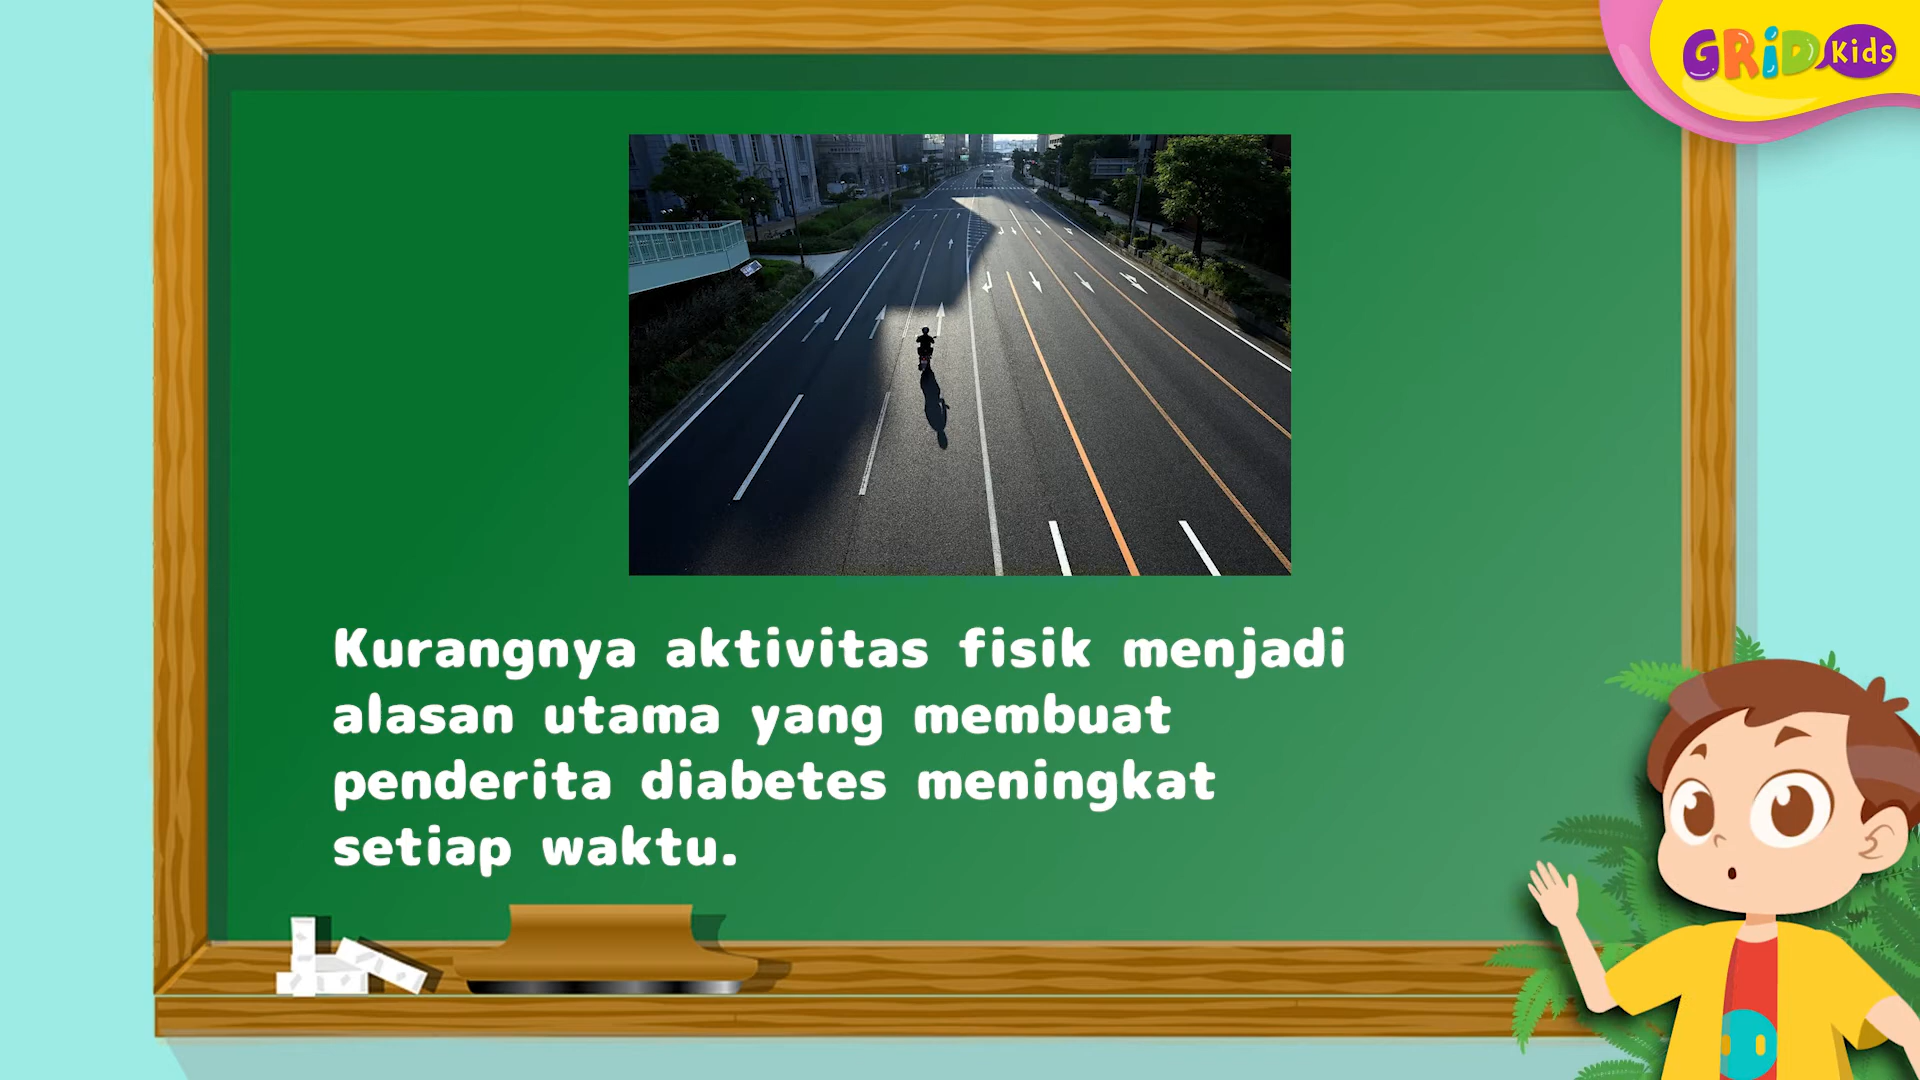 GRiD Kids
Kurangnya aktivitas fisik menjadi
alasan utama yang membuat
penderita diabetes meningkat
setiap waktu.